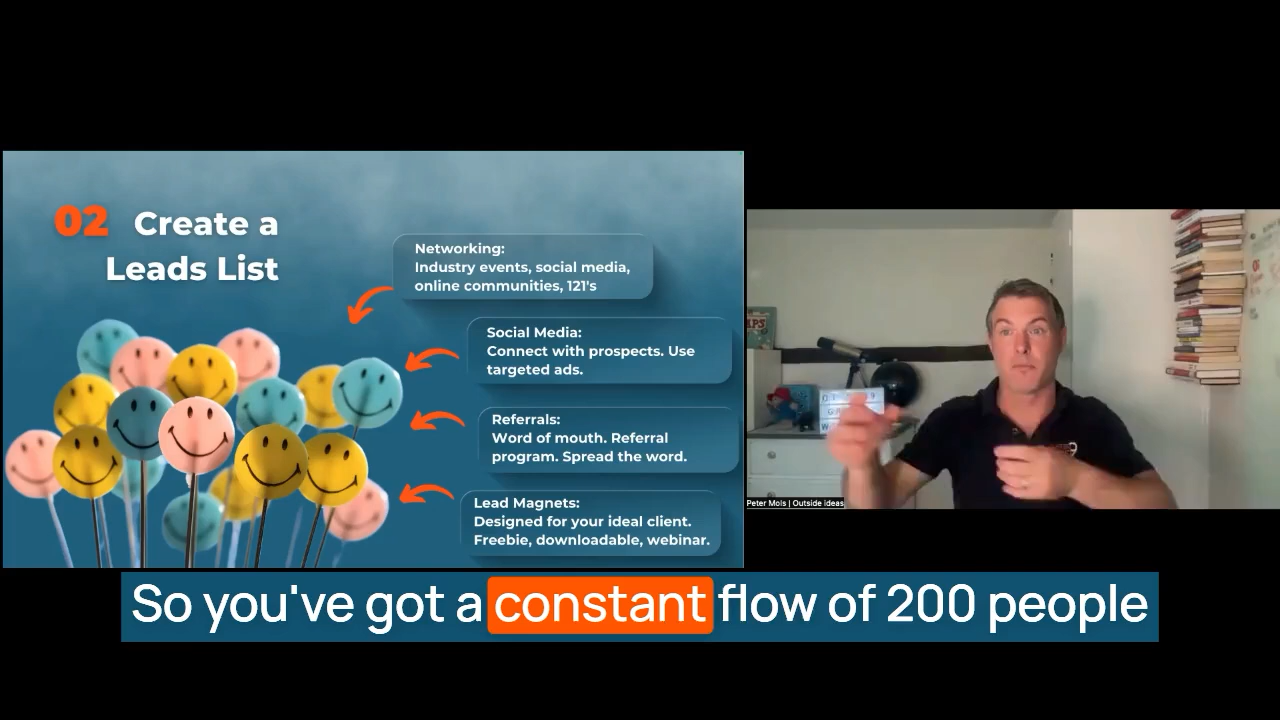 02 Create a
Leads List
Networking:
Industry events, social media,
online communities, 121's
Social Media:
Connect with prospects. Use
targeted ads.
Referrals:
Word of mouth. Referral
program. Spread the word.
Lead Magnets:
Designed for your ideal client.
Freebie, downloadable, webinar.
Peter Mols | Outside ideas
So you've got a constant flow of 200 people